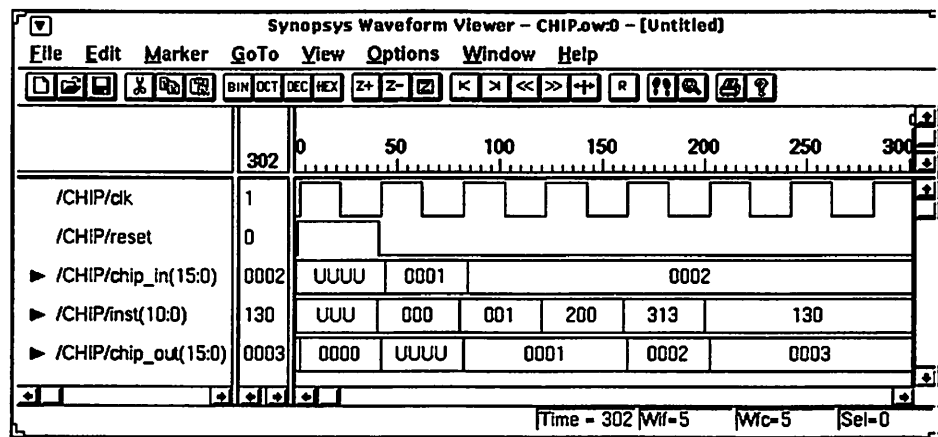 Synopsys Waveform Viewer – CHIP.ow:0 – [Untitled]
File Edit Marker GoTo View Options Window Help
BIN OCT DEC HEX Z+ Z– Z K > << >> R ?
302 0 50 100 150 200 250 300
/CHIP/clk 1
/CHIP/reset 0
/CHIP/chip_in(15:0) 0002 UUUU 0001 0002
/CHIP/inst(10:0) 130 UUU 000 001 200 313 130
/CHIP/chip_out(15:0) 0003 0000 UUUU 0001 0002 0003
Time – 302 Wif–5 Wfc–5 Sel–0